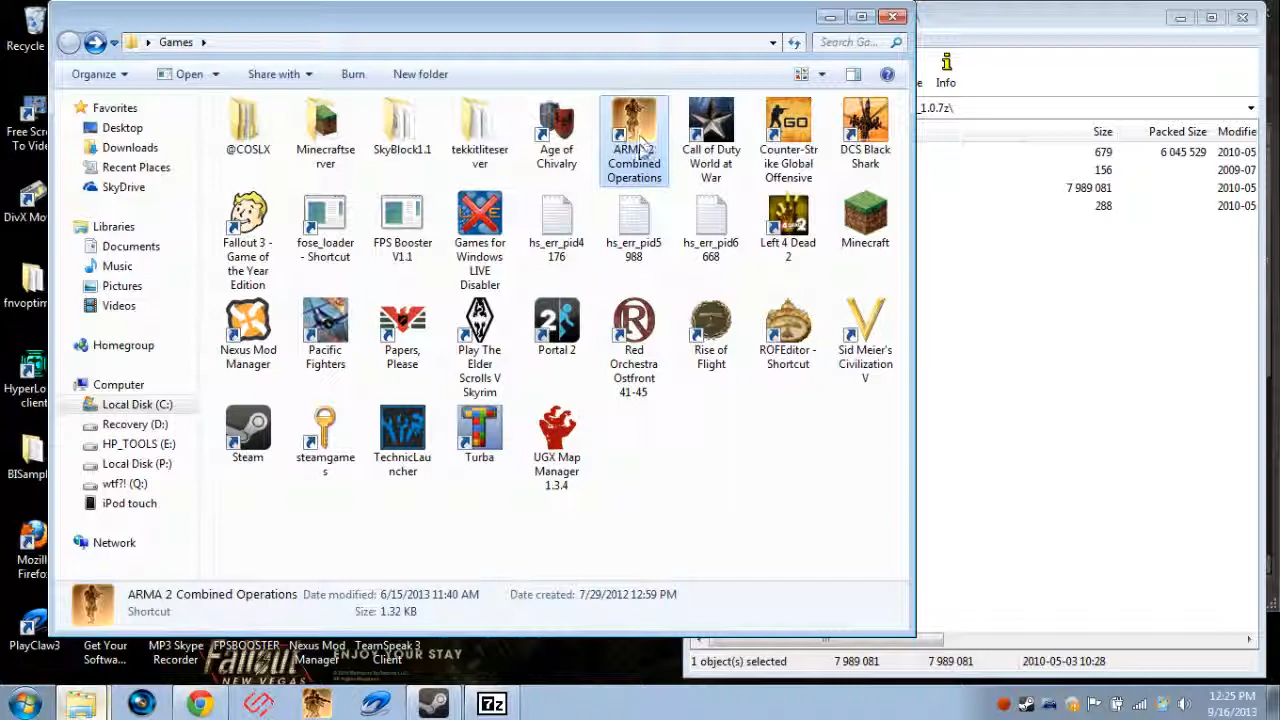 Recycle
Free Scr
To Video
DivX Mo
fnvoptim
HyperLo
client
BISampl
Mozill
Firefo
PlayClaw3
Get Your
Softwa...
MP3 Skype
Recorder
FPSBOOSTER
Nexus Mod
Manager
TeamSpeak 3
Client
Games
Search Ga...
Organize
Open
Share with
Burn
New folder
Favorites
Desktop
Downloads
Recent Places
SkyDrive
Libraries
Documents
Music
Pictures
Videos
Homegroup
Computer
Local Disk (C:)
Recovery (D:)
HP_TOOLS (E:)
Local Disk (P:)
wtf?! (Q:)
iPod touch
Network
@COSLX
Minecraftse
rver
SkyBlock1.1
tekkitliteser
ver
Age of
Chivalry
ARMA 2
Combined
Operations
Call of Duty
World at
War
GO
Counter-Str
ike Global
Offensive
DCS Black
Shark
Fallout 3 -
Game of
the Year
Edition
fose_loader
- Shortcut
FPS Booster
V1.1
Games for
Windows
LIVE
Disabler
hs_err_pid4
176
hs_err_pid5
988
hs_err_pid6
668
Left 4 Dead
2
Minecraft
Nexus Mod
Manager
Pacific
Fighters
Papers,
Please
Play The
Elder
Scrolls V
Skyrim
2
Portal 2
R
Red
Orchestra
Ostfront
41-45
Rise of
Flight
ROFEditor -
Shortcut
V
Sid Meier's
Civilization
V
Steam
steamgame
s
TechnicLau
ncher
T
Turba
UGX Map
Manager
1.3.4
ARMA 2 Combined Operations
Date modified: 6/15/2013 11:40 AM
Date created: 7/29/2012 12:59 PM
Shortcut
Size: 1.32 KB
e
Info
_1.0.7z\
Size
Packed Size
Modifie
679
6 045 529
2010-05
156
2009-07
7 989 081
2010-05
288
2010-05
1 object(s) selected
7 989 081
7 989 081
2010-05-03 10:28
Fallout
NEW VEGAS
ENJOY YOUR STAY
7z
12:25 PM
9/16/2013